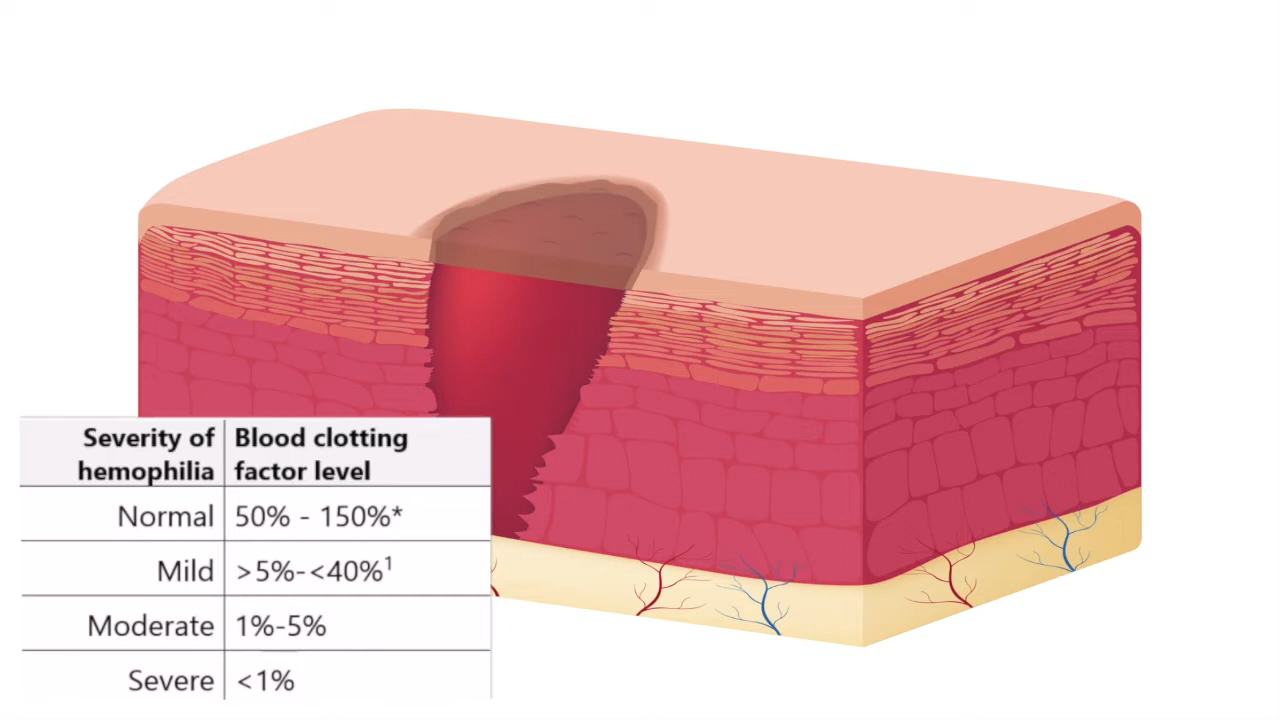 Severity of hemophilia | Blood clotting factor level
Normal | 50% - 150%*
Mild | >5%-<40%¹
Moderate | 1%-5%
Severe | <1%